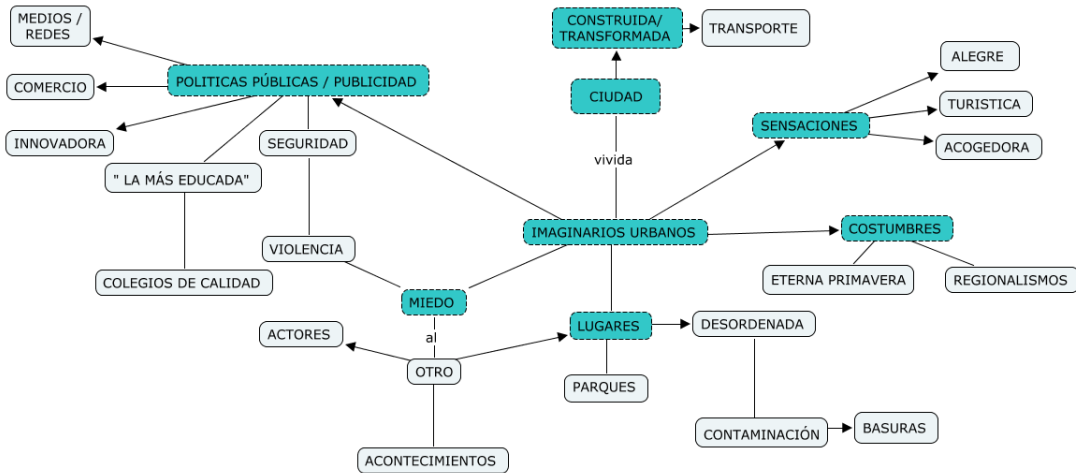 MEDIOS /
REDES
CONSTRUIDA/
TRANSFORMADA
TRANSPORTE
ALEGRE
POLITICAS PÚBLICAS / PUBLICIDAD
COMERCIO
CIUDAD
TURISTICA
SENSACIONES
INNOVADORA
SEGURIDAD
ACOGEDORA
vivida
" LA MÁS EDUCADA"
IMAGINARIOS URBANOS
COSTUMBRES
VIOLENCIA
COLEGIOS DE CALIDAD
ETERNA PRIMAVERA
REGIONALISMOS
MIEDO
ACTORES
al
LUGARES
DESORDENADA
OTRO
PARQUES
CONTAMINACIÓN
BASURAS
ACONTECIMIENTOS